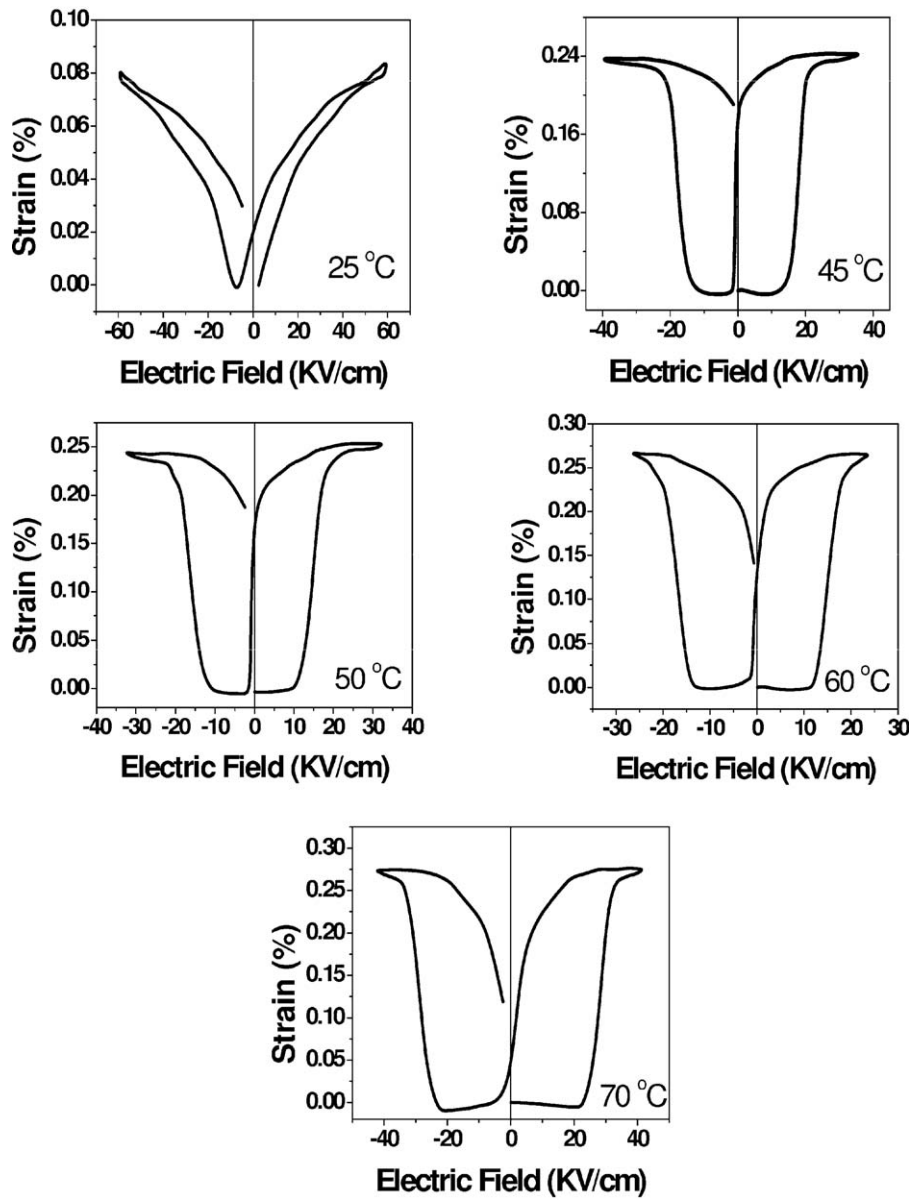 0.10
0.08
0.06
0.04
0.02
0.00
Strain (%)
25 °C
-60 -40 -20 0 20 40 60
Electric Field (KV/cm)
0.24
0.16
0.08
0.00
Strain (%)
45 °C
-40 -20 0 20 40
Electric Field (KV/cm)
0.25
0.20
0.15
0.10
0.05
0.00
Strain (%)
50 °C
-40 -30 -20 -10 0 10 20 30 40
Electric Field (KV/cm)
0.30
0.25
0.20
0.15
0.10
0.05
0.00
Strain (%)
60 °C
-30 -20 -10 0 10 20 30
Electric Field (KV/cm)
0.30
0.25
0.20
0.15
0.10
0.05
0.00
Strain (%)
70 °C
-40 -20 0 20 40
Electric Field (KV/cm)